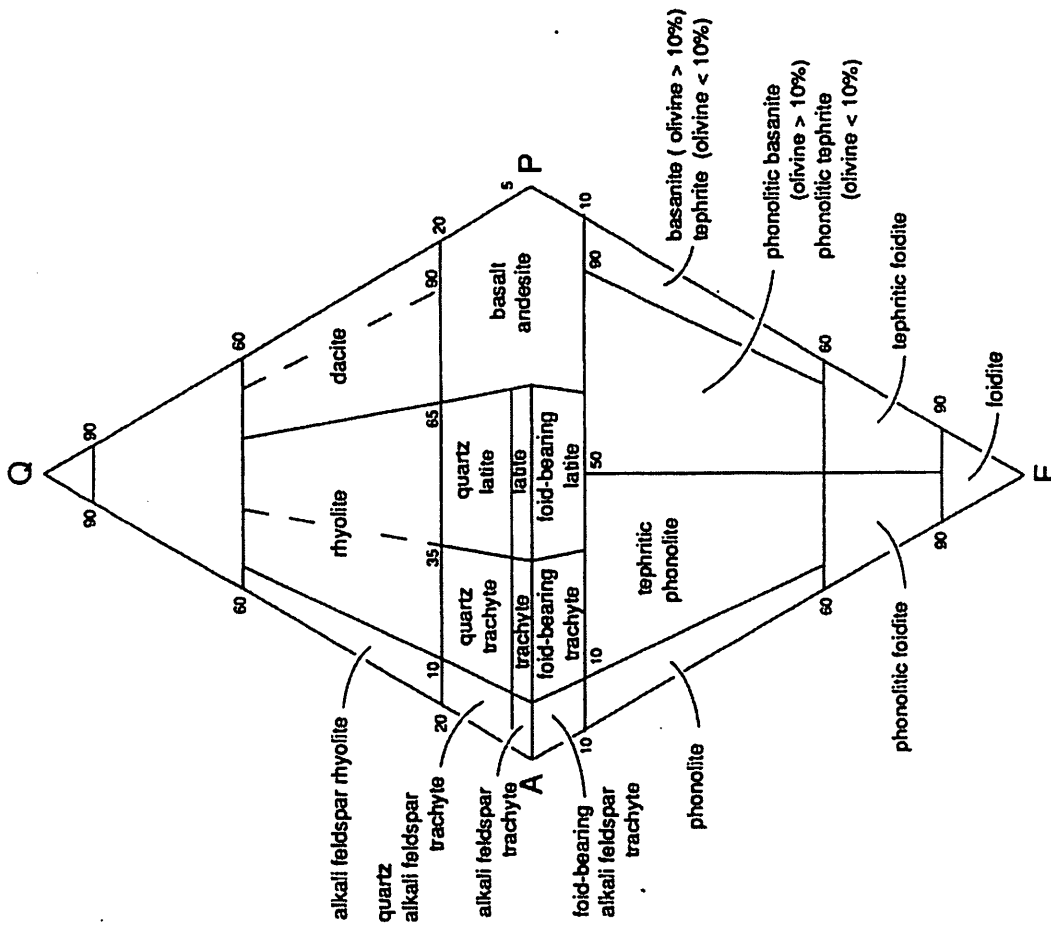 Q
90
90
60
60
alkali feldspar rhyolite
rhyolite
dacite
quartz
alkali feldspar
trachyte
20
10
35
65
90
20
quartz
trachyte
quartz
latite
basalt
andesite
5
alkali feldspar
trachyte
trachyte
latite
A
P
foid-bearing
alkali feldspar
trachyte
foid-bearing
trachyte
foid-bearing
latite
10
10
50
90
10
basanite ( olivine > 10%)
tephrite (olivine < 10%)
phonolite
tephritic
phonolite
phonolitic basanite
(olivine > 10%)
phonolitic tephrite
(olivine < 10%)
60
60
phonolitic foidite
tephritic foidite
90
90
foidite
F